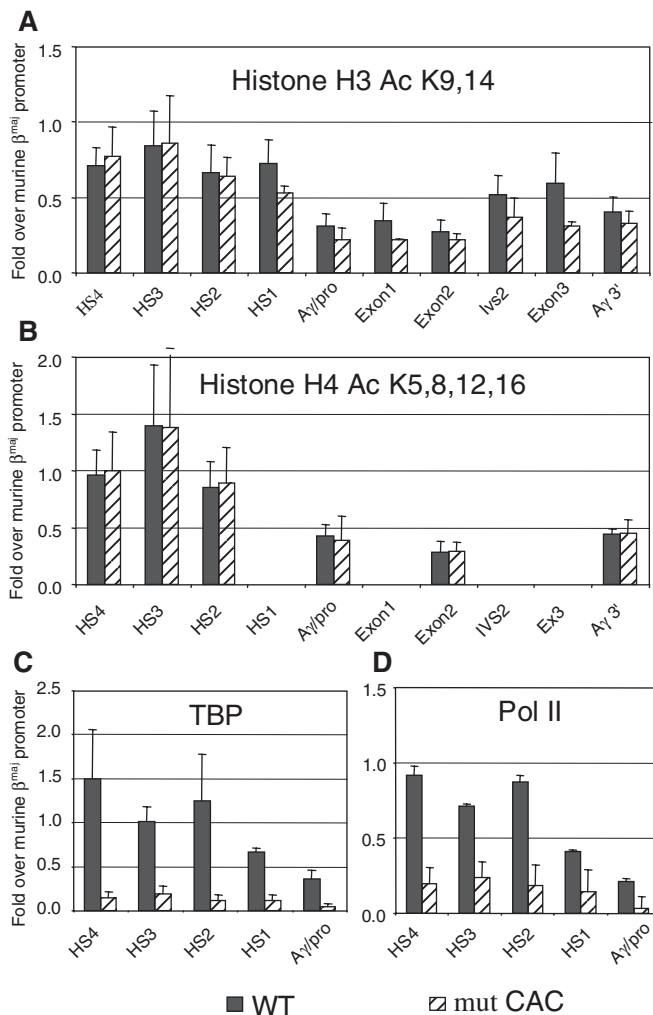 A
Fold over murine β^maj promoter
1.5
1.0
0.5
0.0
Histone H3 Ac K9,14
HS4 HS3 HS2 HS1 Aγ/pro Exon1 Exon2 Ivs2 Exon3 Aγ 3'
B
Fold over murine β^maj promoter
2.0
1.5
1.0
0.5
0.0
Histone H4 Ac K5,8,12,16
HS4 HS3 HS2 HS1 Aγ/pro Exon1 Exon2 IVS2 Ex3 Aγ 3'
C
Fold over murine β^maj promoter
2.5
2.0
1.5
1.0
0.5
0.0
TBP
HS4 HS3 HS2 HS1 Aγ/pro
D
1.5
1.0
0.5
0.0
Pol II
HS4 HS3 HS2 HS1 Aγ/pro
WT mut CAC